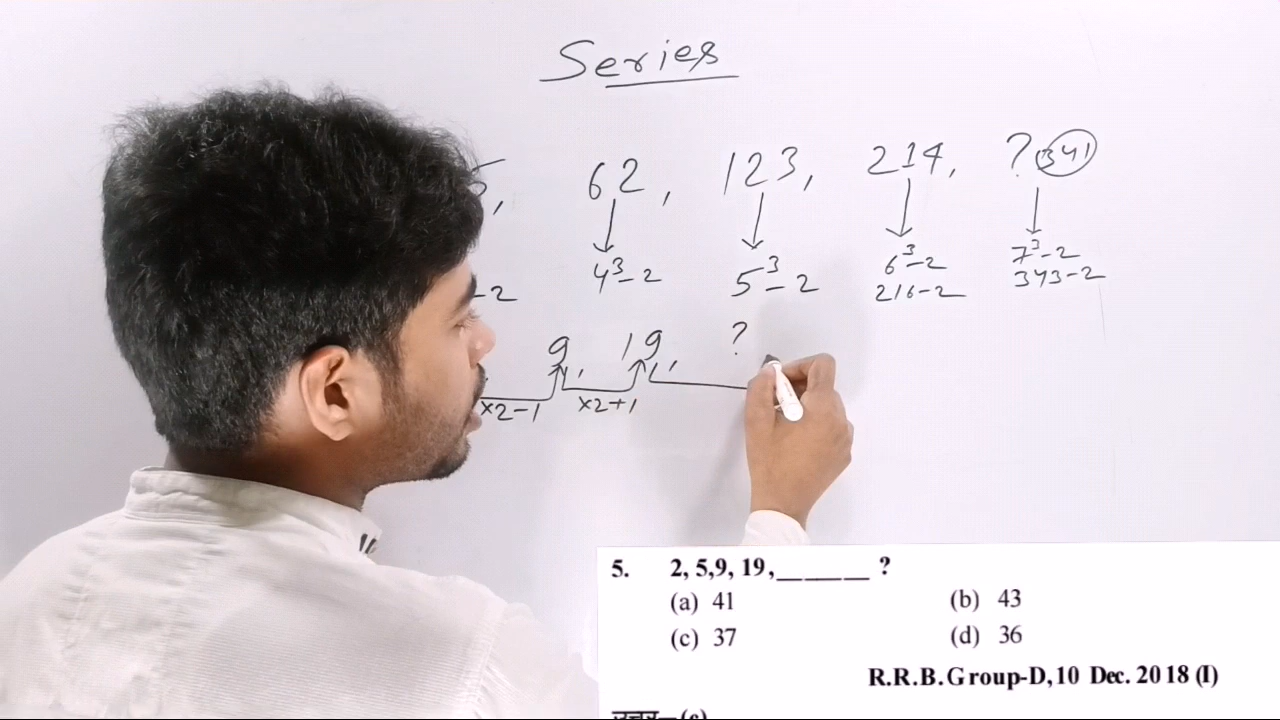 Series
62, 123, 214, ? 341
-2 4³-2 5³-2 6³-2 7³-2
216-2 343-2
9, 19, ?
×2-1 ×2+1
5. 2, 5,9, 19,______ ?
(a) 41 (b) 43
(c) 37 (d) 36
R.R.B.Group-D, 10 Dec. 2018 (I)